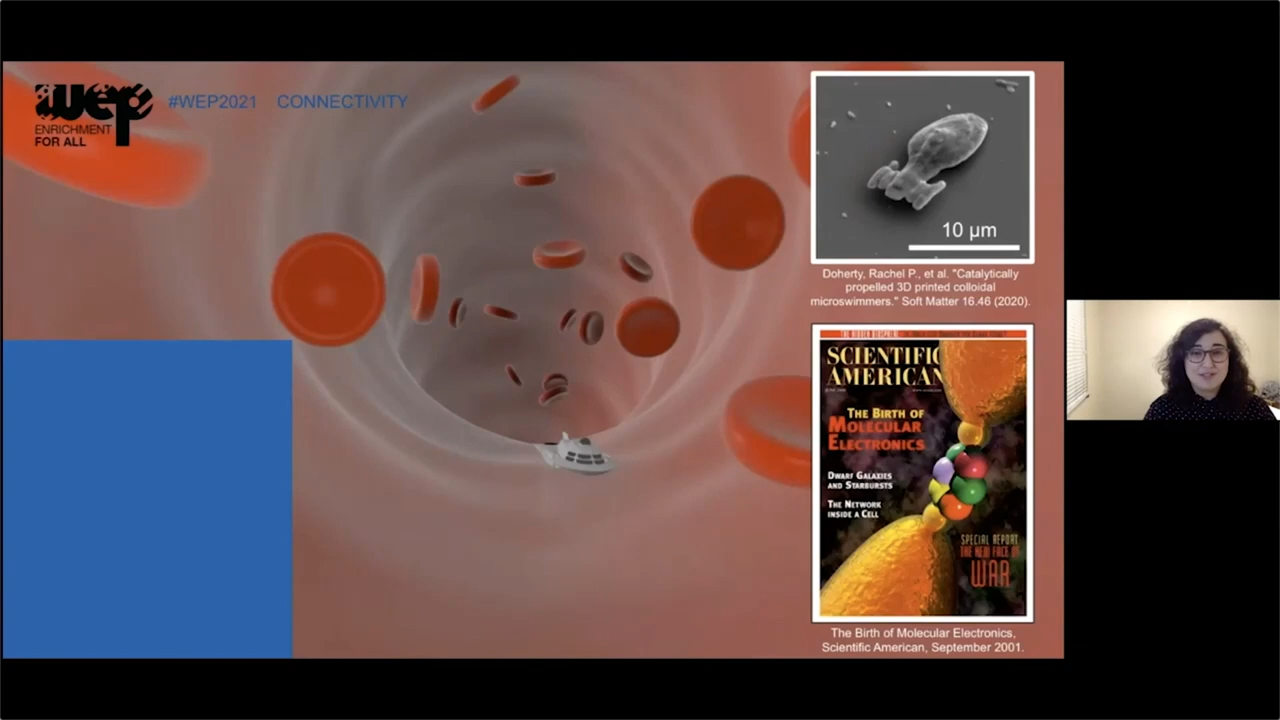 wep
ENRICHMENT
FOR ALL
#WEP2021 CONNECTIVITY
10 µm
Doherty, Rachel P., et al. "Catalytically
propelled 3D printed colloidal
microswimmers." Soft Matter 16.46 (2020).
SCIENTIFIC
AMERICAN
THE BIRTH OF
MOLECULAR
ELECTRONICS
DWARF GALAXIES
AND STARBURSTS
THE NETWORK
INSIDE A CELL
SPECIAL REPORT
THE NEW FACE OF
WAR
The Birth of Molecular Electronics,
Scientific American, September 2001.